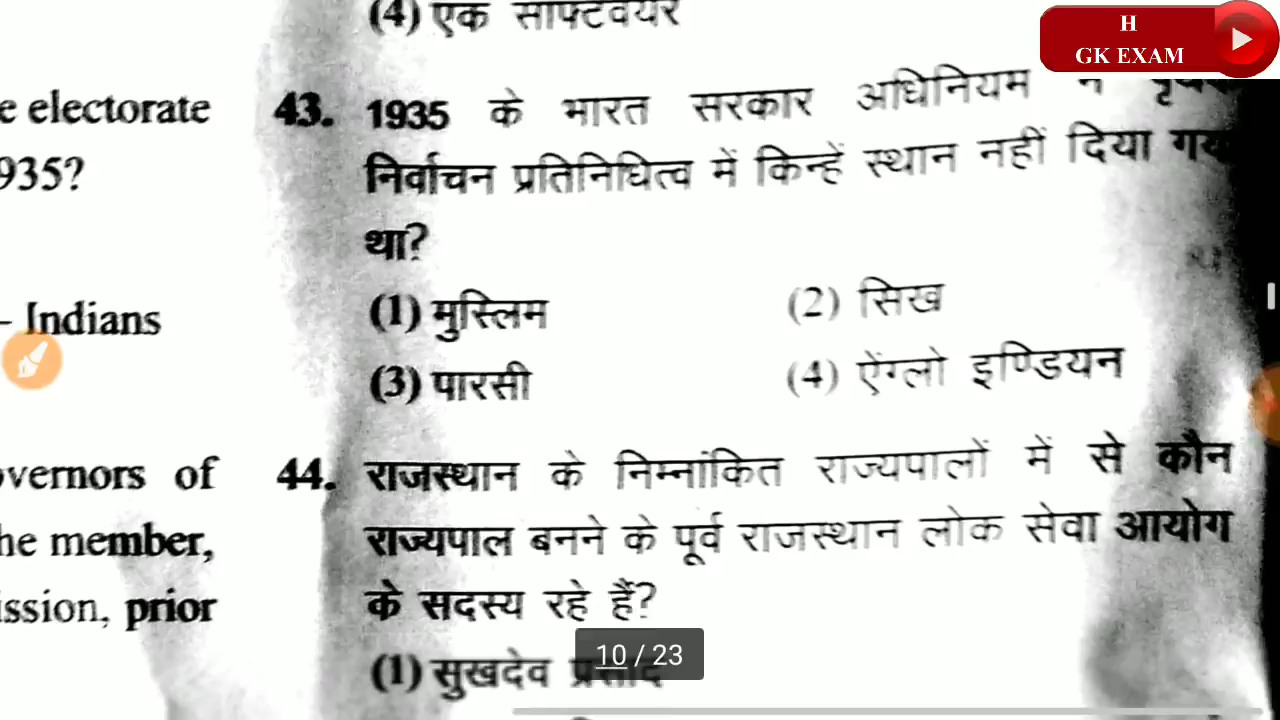 (4) एक साफ्टवेयर
H
GK EXAM
e electorate
935?
- Indians
overnors of
he member,
ission, prior
43. 1935 के भारत सरकार अधिनियम में
निर्वाचन प्रतिनिधित्व में किन्हें स्थान नहीं दिया गया
था?
(1) मुस्लिम (2) सिख
(3) पारसी (4) ऐंग्लो इण्डियन
44. राजस्थान के निम्नांकित राज्यपालों में से कौन
राज्यपाल बनने के पूर्व राजस्थान लोक सेवा आयोग
के सदस्य रहे हैं?
(1) सुखदेव प्रसाद
10 / 23